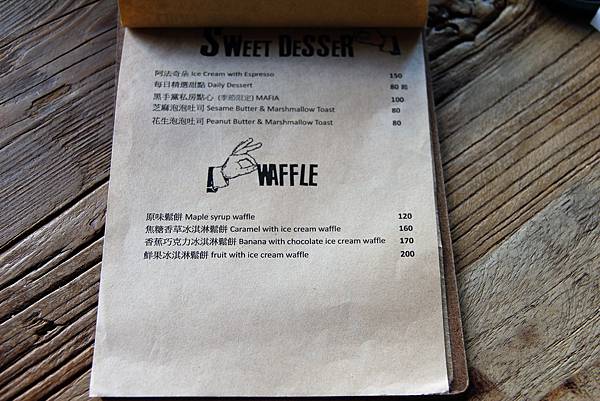 SWEET DESSER
阿法奇朵 Ice Cream with Espresso 150
每日精選甜點 Daily Dessert 80 起
黑手黨私房點心 (季節限定) MAFIA 100
芝麻泡泡吐司 Sesame Butter & Marshmallow Toast 80
花生泡泡吐司 Peanut Butter & Marshmallow Toast 80
WAFFLE
原味鬆餅 Maple syrup waffle 120
焦糖香草冰淇淋鬆餅 Caramel with ice cream waffle 160
香蕉巧克力冰淇淋鬆餅 Banana with chocolate ice cream waffle 170
鮮果冰淇淋鬆餅 fruit with ice cream waffle 200